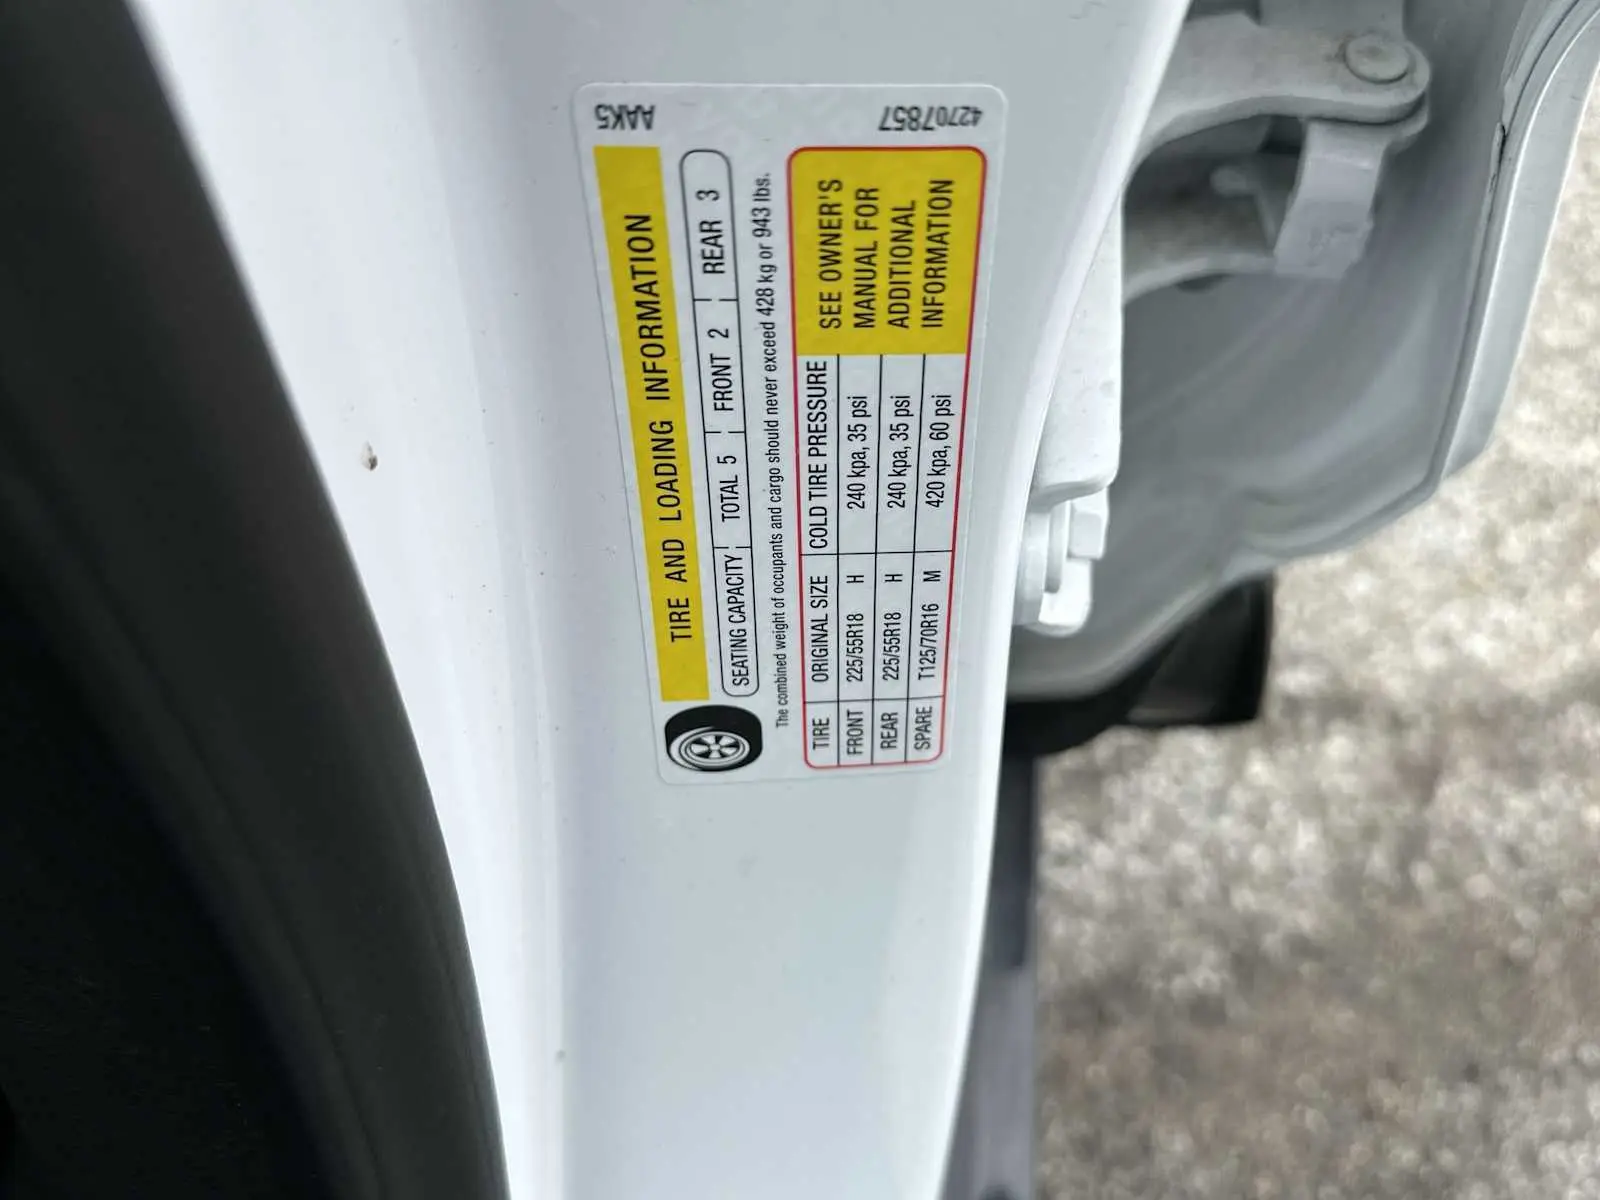 TIRE AND LOADING INFORMATION
SEATING CAPACITY TOTAL 5 FRONT 2 REAR 3
The combined weight of occupants and cargo should never exceed 428 kg or 943 lbs.
TIRE ORIGINAL SIZE COLD TIRE PRESSURE
FRONT 225/55R18 H 240 kpa, 35 psi
REAR 225/55R18 H 240 kpa, 35 psi
SPARE T125/70R16 M 420 kpa, 60 psi
SEE OWNER'S
MANUAL FOR
ADDITIONAL
INFORMATION
42707857
AAK5